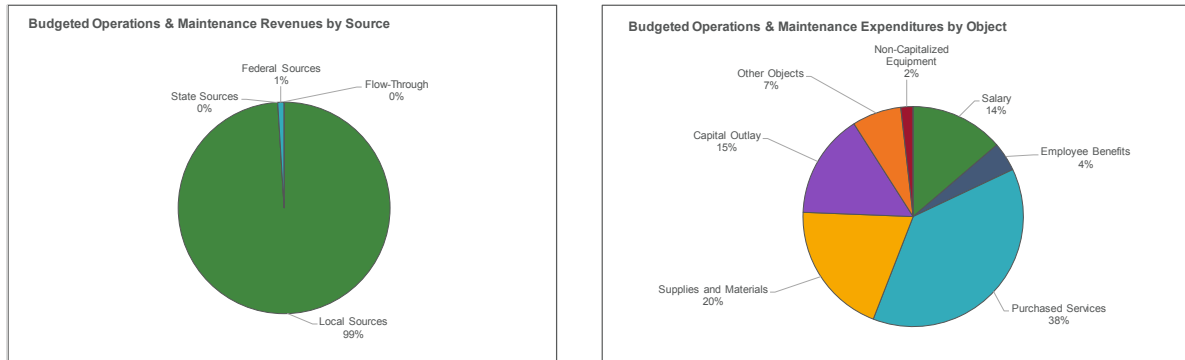 Budgeted Operations & Maintenance Revenues by Source
Federal Sources
1%
Flow-Through
0%
State Sources
0%
Local Sources
99%
Budgeted Operations & Maintenance Expenditures by Object
Non-Capitalized
Equipment
2%
Other Objects
7%
Salary
14%
Capital Outlay
15%
Employee Benefits
4%
Supplies and Materials
20%
Purchased Services
38%